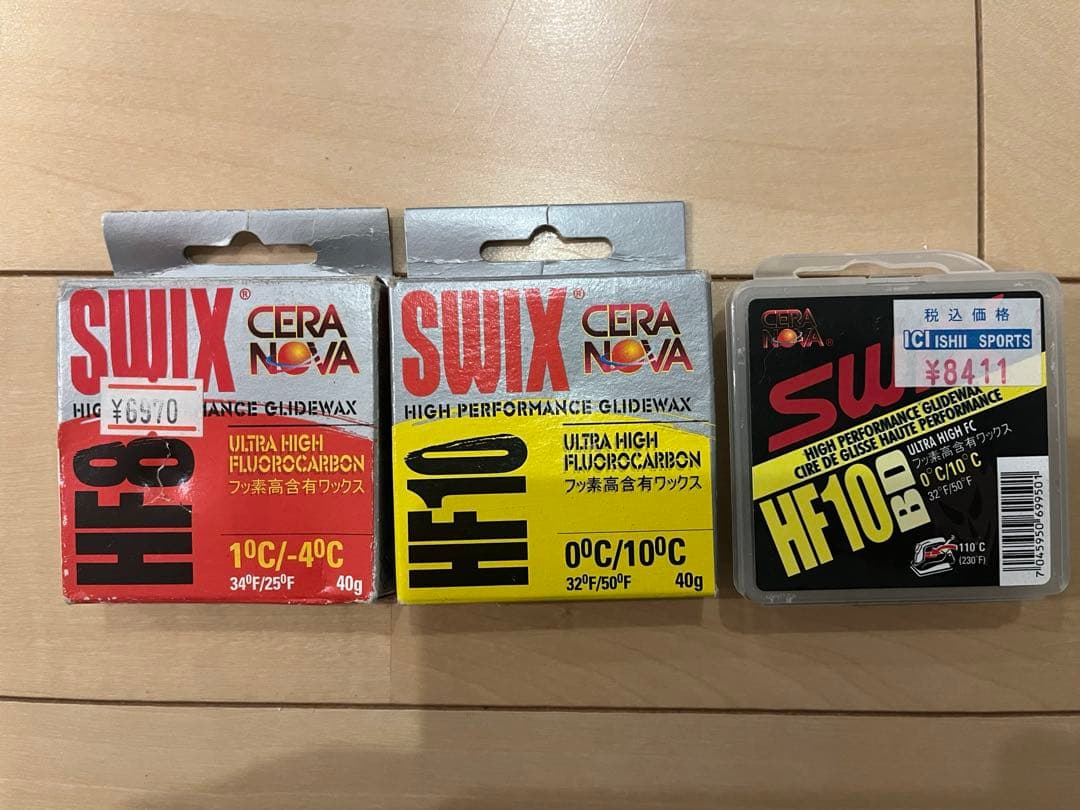 SWIX®
CERA
NOVA
¥6970
HIGH PERFORMANCE GLIDEWAX
HF8
ULTRA HIGH
FLUOROCARBON
フッ素高含有ワックス
1°C/-4°C
34°F/25°F
40g
SWIX®
CERA
NOVA
HIGH PERFORMANCE GLIDEWAX
HF10
ULTRA HIGH
FLUOROCARBON
フッ素高含有ワックス
0°C/10°C
32°F/50°F
40g
CERA
NOVA®
税込価格
ICI ISHII SPORTS
¥8411
HIGH PERFORMANCE GLIDEWAX
CIRE DE GLISSE HAUTE PERFORMANCE
HF10BD
ULTRA HIGH FC
フッ素高含有ワックス
0°C/10°C
32°F/50°F
110°C
(230°F)
7045950699501